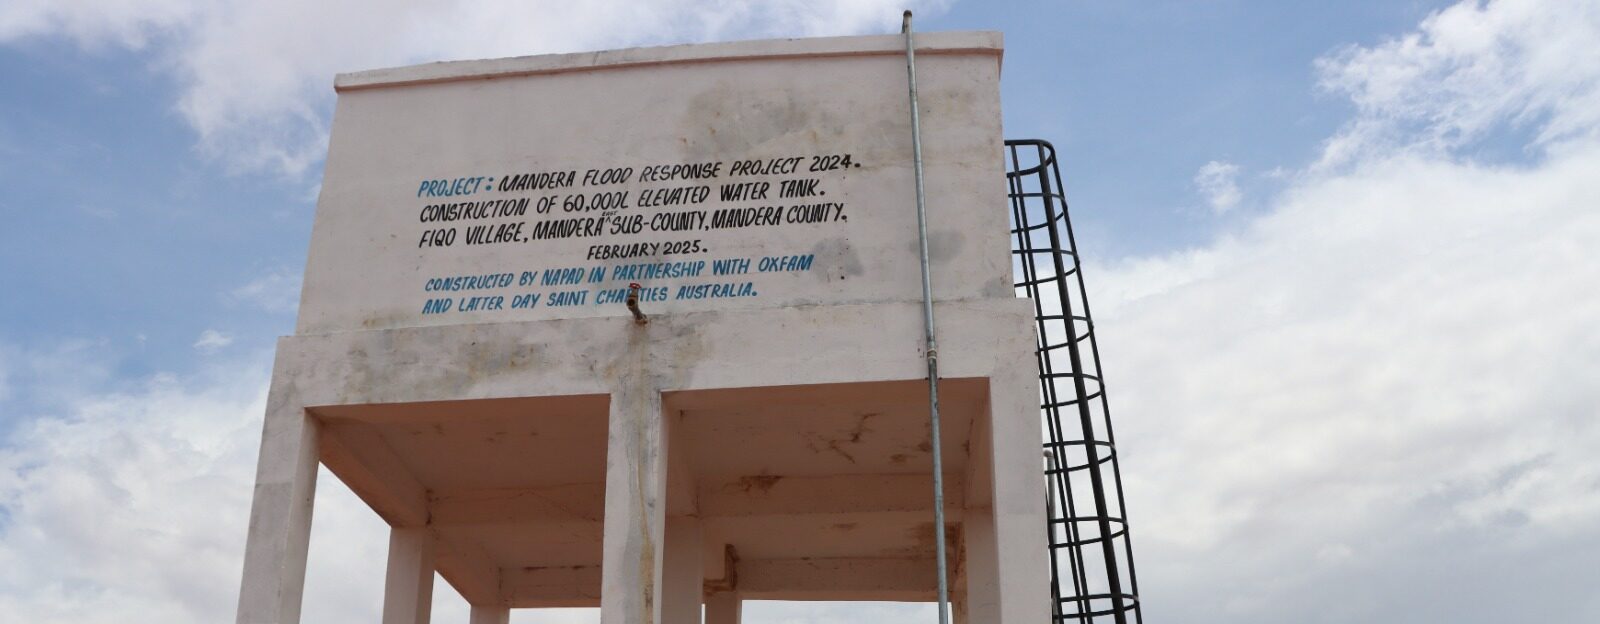 PROJECT: MANDERA FLOOD RESPONSE PROJECT 2024.
CONSTRUCTION OF 60,000L ELEVATED WATER TANK.
FIQO VILLAGE, MANDERA ^EAST SUB-COUNTY, MANDERA COUNTY.
FEBRUARY 2025.
CONSTRUCTED BY NAPAD IN PARTNERSHIP WITH OXFAM
AND LATTER DAY SAINT CHARITIES AUSTRALIA.